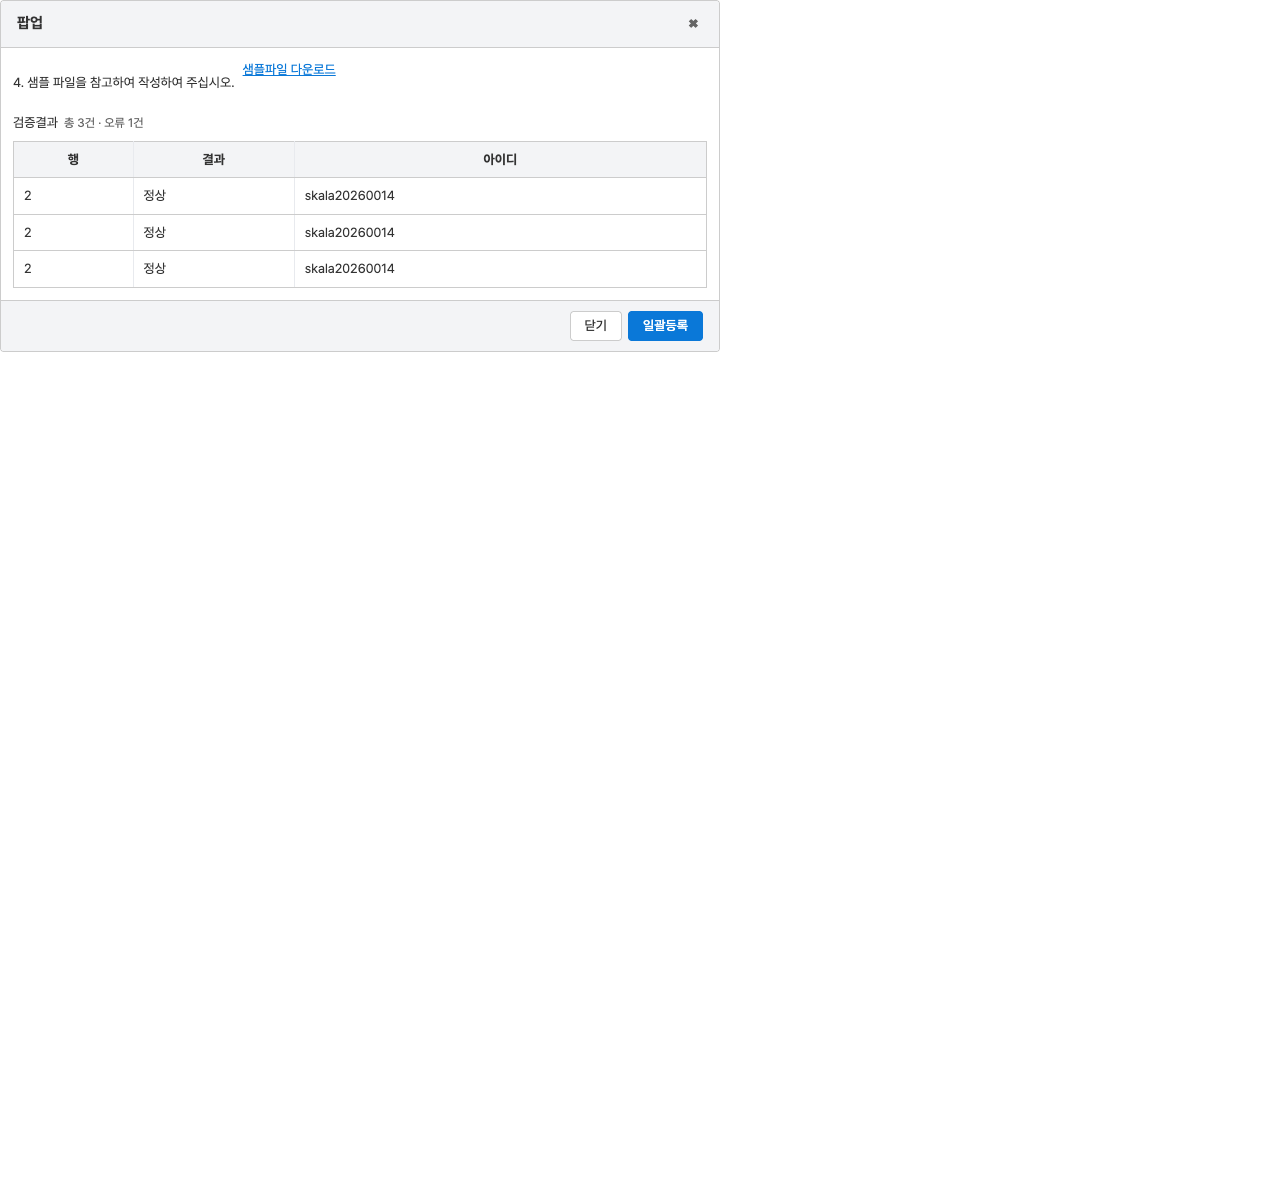 팝업 ✖
4. 샘플 파일을 참고하여 작성하여 주십시오. 샘플파일 다운로드
검증결과 총 3건 · 오류 1건
행 결과 아이디
2 정상 skala20260014
2 정상 skala20260014
2 정상 skala20260014
닫기 일괄등록